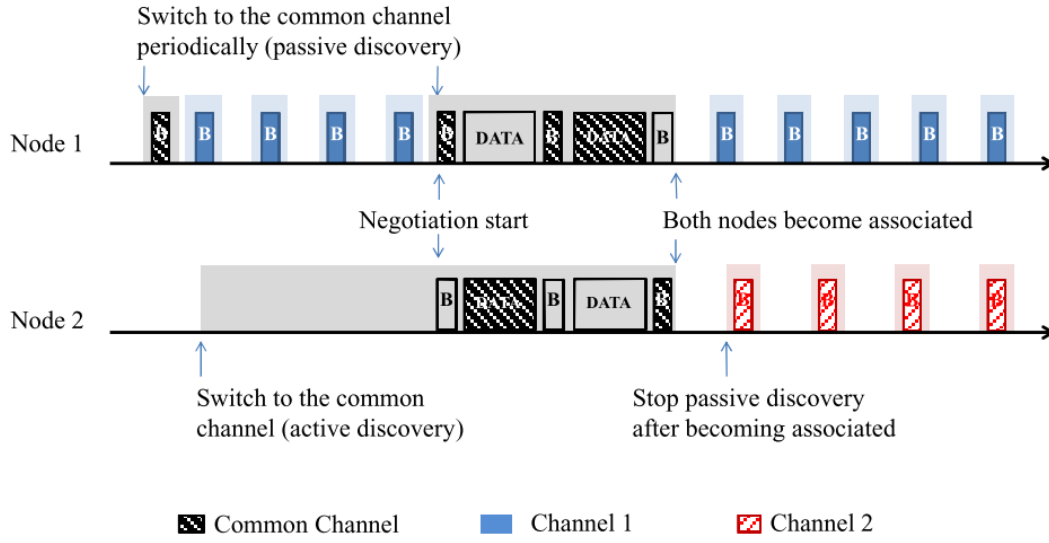 Switch to the common channel
periodically (passive discovery)
Node 1
B B B B DATA B DATA B B B B B B
Negotiation start
Both nodes become associated
Node 2
B DATA B DATA B B B B B
Switch to the common
channel (active discovery)
Stop passive discovery
after becoming associated
Common Channel
Channel 1
Channel 2